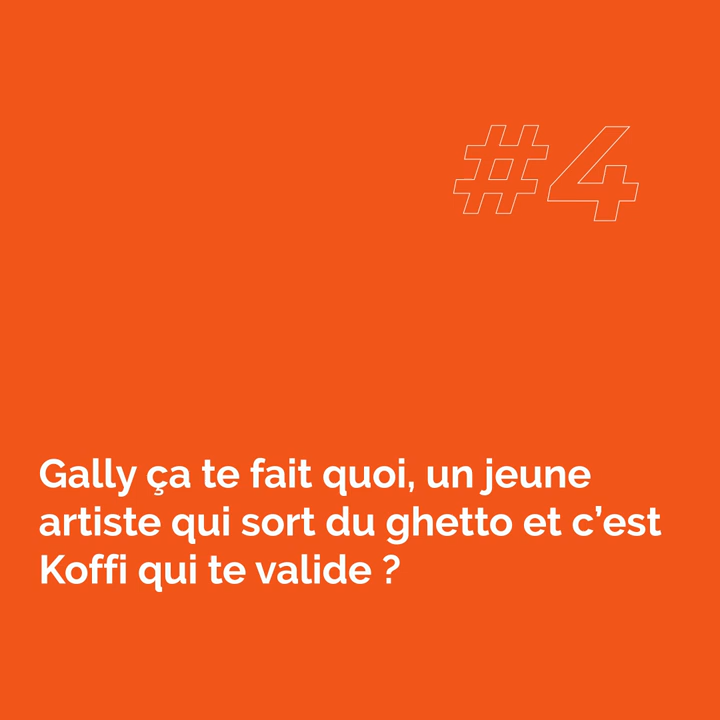 #4
Gally ça te fait quoi, un jeune
artiste qui sort du ghetto et c’est
Koffi qui te valide ?